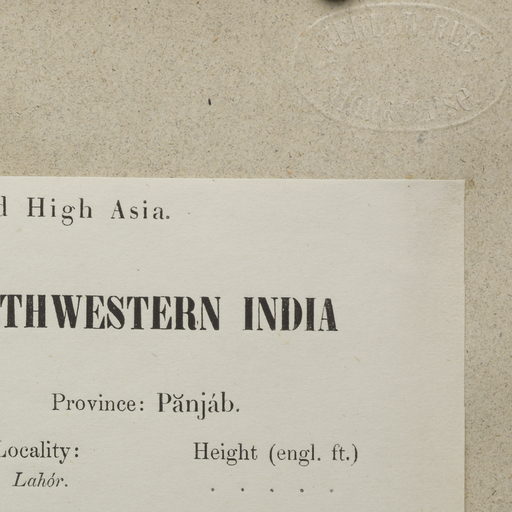 d High Asia.
THWESTERN INDIA
Province: Pănjáb.
Locality:
Height (engl. ft.)
Lahór.
. . . . .